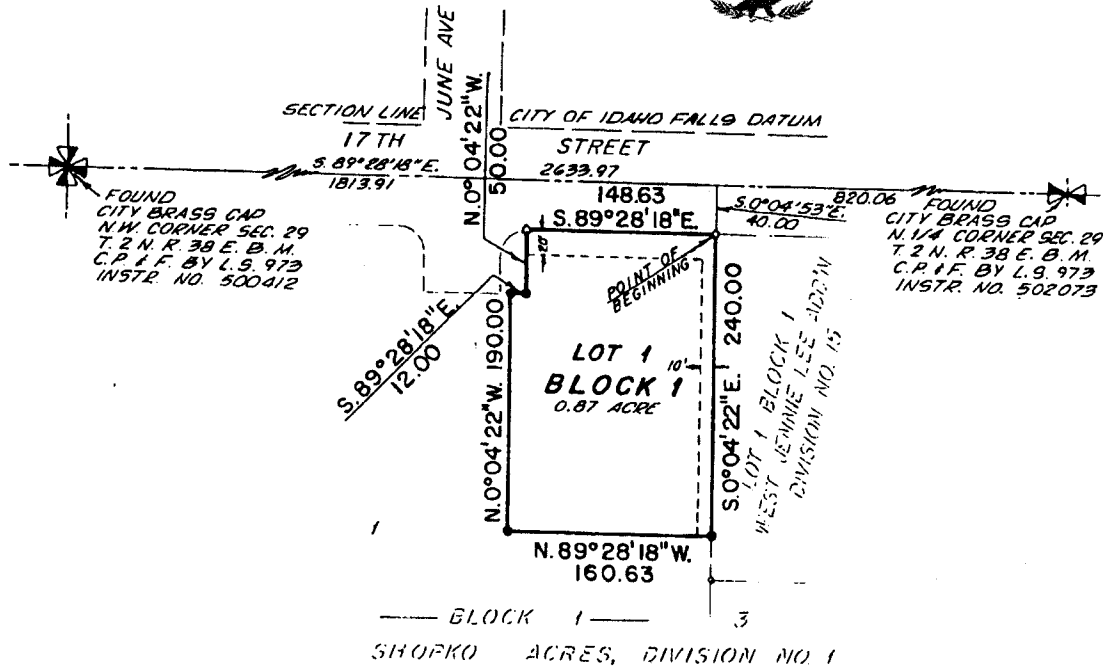 JUNE AVE
N.0°04'22"W.
50.00
SECTION LINE
CITY OF IDAHO FALLS DATUM
17 TH
STREET
S. 89°28'18"E.
1813.91
2633.97
148.63
S.89°28'18"E.
820.06
S.0°04'53"E.
40.00
FOUND
CITY BRASS CAP
N.W. CORNER SEC. 29
T. 2 N. R. 38 E. B. M.
C.P. & F. BY L.S. 973
INSTR. NO. 500412
FOUND
CITY BRASS CAP
N.1/4 CORNER SEC. 29
T. 2 N. R. 38 E. B. M.
C.P. & F. BY L.S. 973
INSTR. NO. 502073
20'
POINT OF
BEGINNING
S.89°28'18"E.
12.00
N.0°04'22"W. 190.00
LOT 1
BLOCK 1
0.87 ACRE
10'
S.0°04'22"E. 240.00
LOT 1 BLOCK 1
WEST JENNIE LEE ADD'N
DIVISION NO. 15
1
N.89°28'18"W.
160.63
BLOCK 1
3
SHOPKO ACRES, DIVISION NO. 1